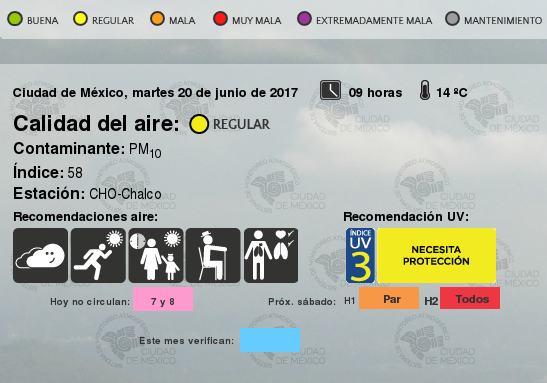 BUENA REGULAR MALA MUY MALA EXTREMADAMENTE MALA MANTENIMIENTO
Ciudad de México, martes 20 de junio de 2017 09 horas 14 ºC
Calidad del aire: REGULAR
Contaminante: PM10
Índice: 58
Estación: CHO-Chalco
Recomendaciones aire: Recomendación UV:
ÍNDICE
UV
3
NECESITA
PROTECCIÓN
Hoy no circulan: 7 y 8 Próx. sábado: H1 Par H2 Todos
Este mes verifican:
CIUDAD
DE MÉXICO